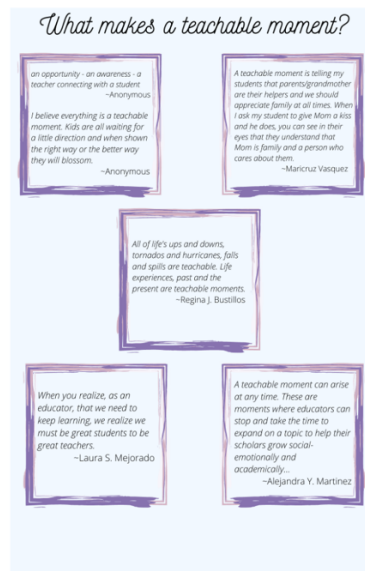 What makes a teachable moment?
an opportunity - an awareness - a
teacher connecting with a student
~Anonymous
I believe everything is a teachable
moment. Kids are all waiting for
a little direction and when shown
the right way or the better way
they will blossom.
~Anonymous
A teachable moment is telling my
students that parents/grandmother
are their helpers and we should
appreciate family at all times. When
I ask my student to give Mom a kiss
and he does, you can see in their
eyes that they understand that
Mom is family and a person who
cares about them.
~Maricruz Vasquez
All of life's ups and downs,
tornados and hurricanes, falls
and spills are teachable. Life
experiences, past and the
present are teachable moments.
~Regina J. Bustillos
When you realize, as an
educator, that we need to
keep learning, we realize we
must be great students to be
great teachers.
~Laura S. Mejorado
A teachable moment can arise
at any time. These are
moments where educators can
stop and take the time to
expand on a topic to help their
scholars grow social-
emotionally and
academically...
~Alejandra Y. Martinez